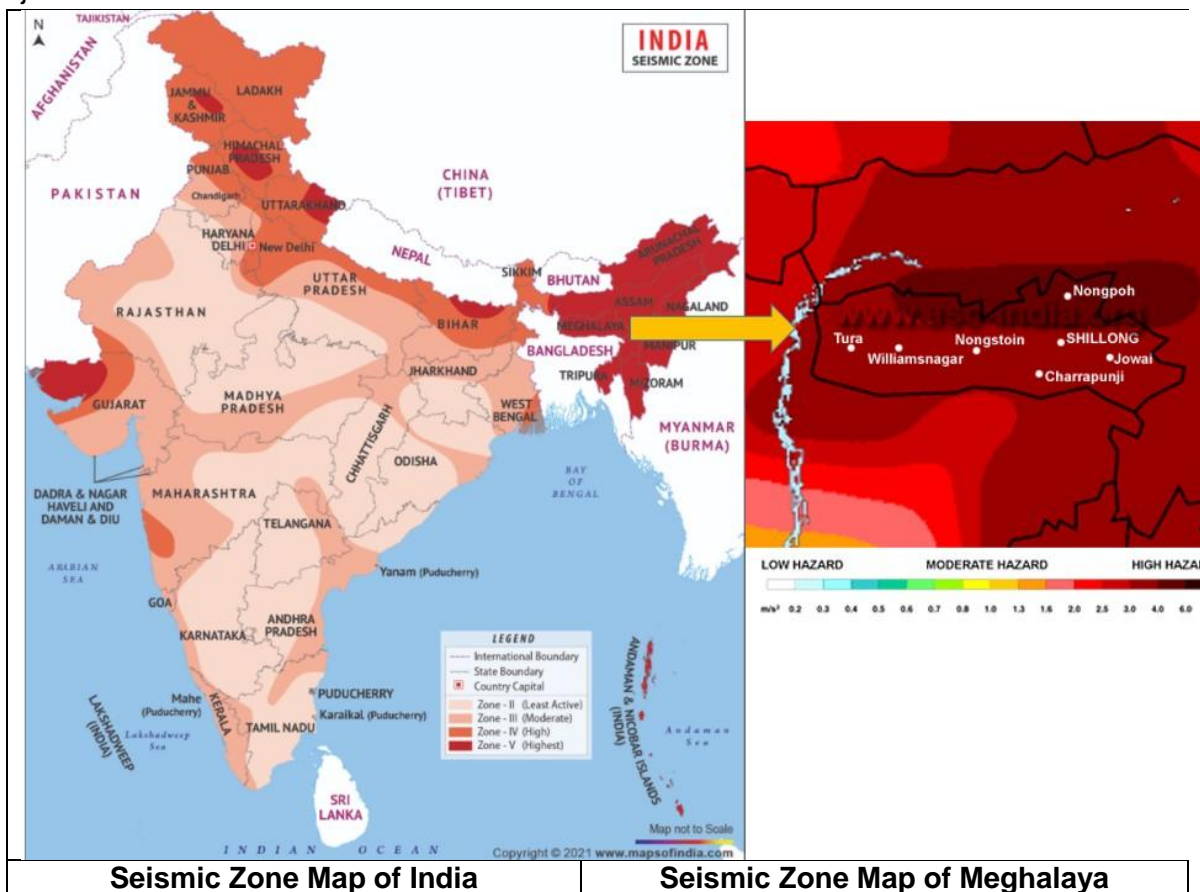 N
INDIA
SEISMIC ZONE
TAJIKISTAN
AFGHANISTAN
JAMMU
&
KASHMIR
LADAKH
HIMACHAL
PRADESH
PUNJAB
Chandigarh
UTTARAKHAND
PAKISTAN
CHINA
(TIBET)
HARYANA
DELHI
New Delhi
NEPAL
SIKKIM
BHUTAN
ARUNACHAL
PRADESH
RAJASTHAN
UTTAR
PRADESH
BIHAR
ASSAM
NAGALAND
MEGHALAYA
BANGLADESH
MANIPUR
TRIPURA
MIZORAM
JHARKHAND
WEST
BENGAL
MYANMAR
(BURMA)
GUJARAT
MADHYA
PRADESH
CHHATTISGARH
ODISHA
BAY
OF
BENGAL
DADRA & NAGAR
HAVELI AND
DAMAN & DIU
MAHARASHTRA
TELANGANA
ARABIAN
SEA
Yanam (Puducherry)
GOA
KARNATAKA
ANDHRA
PRADESH
LEGEND
International Boundary
State Boundary
Country Capital
Zone - II (Least Active)
Zone - III (Moderate)
Zone - IV (High)
Zone - V (Highest)
ANDAMAN & NICOBAR ISLANDS
(INDIA)
Andaman
Sea
LAKSHADWEEP
(INDIA)
Lakshadweep
Sea
Mahe
(Puducherry)
KERALA
TAMIL NADU
PUDUCHERRY
Karaikal (Puducherry)
SRI
LANKA
INDIAN OCEAN
Map not to Scale
Copyright © 2021 www.mapsofindia.com
Nongpoh
Tura
Williamsnagar
Nongstoin
SHILLONG
Jowai
Charrapunji
LOW HAZARD MODERATE HAZARD HIGH HAZA
m/s² 0.2 0.3 0.4 0.5 0.6 0.7 0.8 1.0 1.3 1.6 2.0 2.5 3.0 4.0 6.0
Seismic Zone Map of India
Seismic Zone Map of Meghalaya